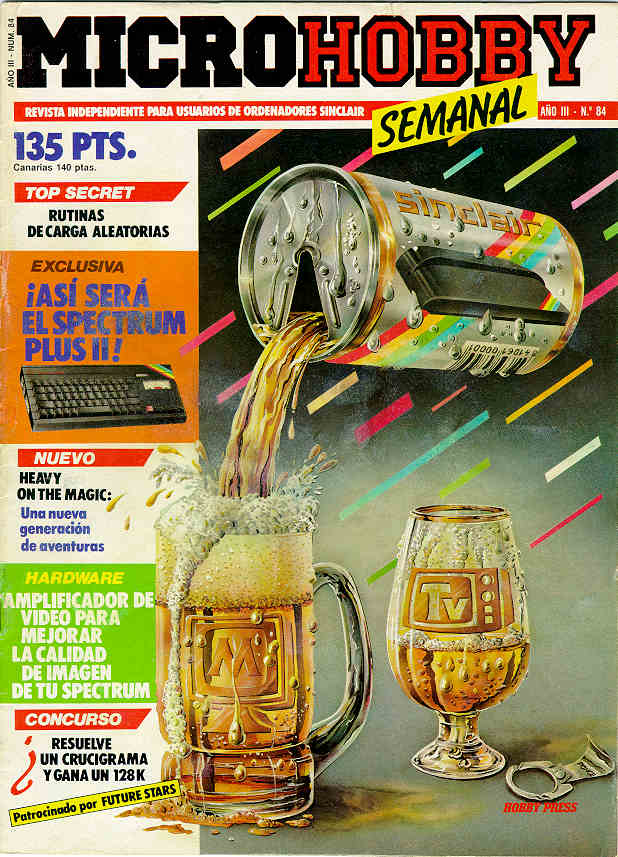 AÑO III - NUM. 84
MICROHOBBY
REVISTA INDEPENDIENTE PARA USUARIOS DE ORDENADORES SINCLAIR
SEMANAL
AÑO III - N.º 84
135 PTS.
Canarias 140 ptas.
TOP SECRET
RUTINAS
DE CARGA ALEATORIAS
EXCLUSIVA
¡ASÍ SERÁ
EL SPECTRUM
PLUS II!
NUEVO
HEAVY
ON THE MAGIC:
Una nueva
generación
de aventuras
HARDWARE
AMPLIFICADOR DE
VIDEO PARA
MEJORAR
LA CALIDAD
DE IMAGEN
DE TU SPECTRUM
CONCURSO
¿ RESUELVE
UN CRUCIGRAMA
Y GANA UN 128 K
Patrocinado por FUTURE STARS
sinclair
M
TV
HOBBY PRESS